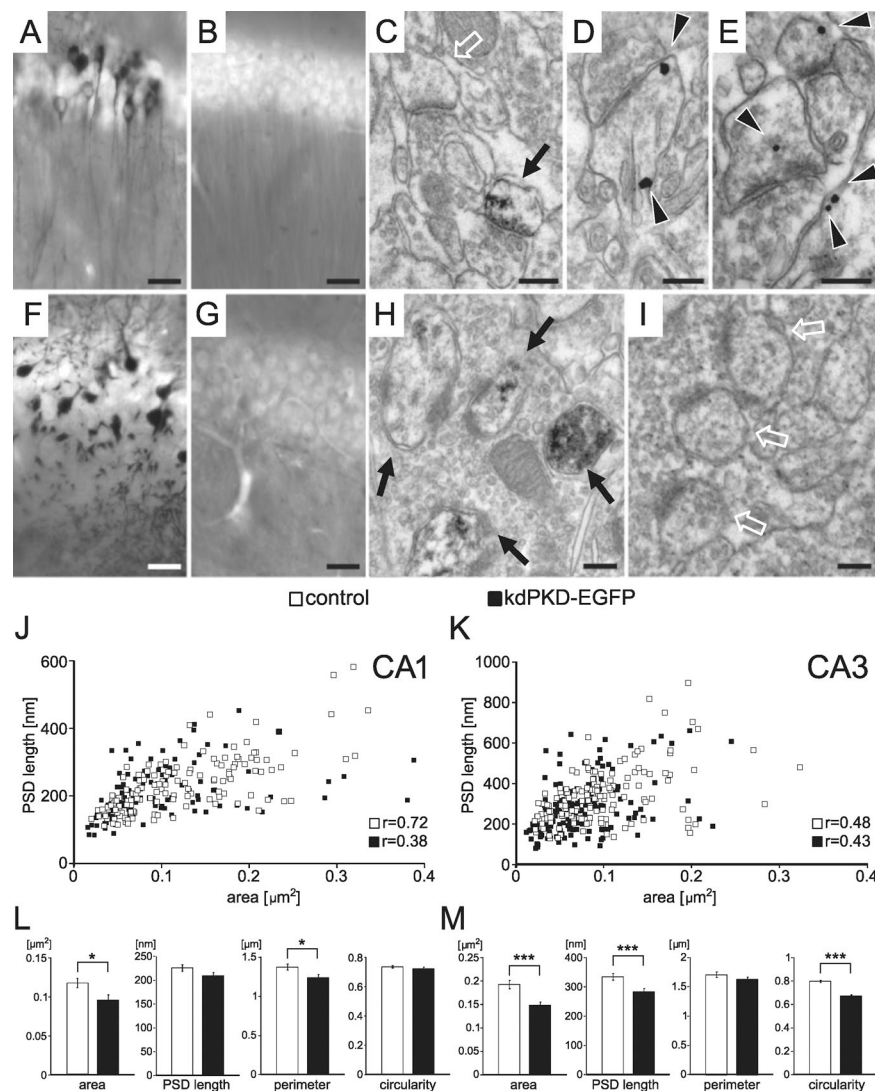 A
B
C
D
E
F
G
H
I
control
kdPKD-EGFP
J
CA1
PSD length [nm]
600
400
200
0
0
0.1
0.2
0.3
0.4
area [µm²]
r=0.72
r=0.38
K
CA3
PSD length [nm]
1000
800
600
400
200
0
0
0.1
0.2
0.3
0.4
area [µm²]
r=0.48
r=0.43
L
[µm²]
0.15
0.1
0.05
0
*
area
[nm]
250
200
150
100
50
0
PSD length
[µm]
1.5
1
0.5
0
*
perimeter
0.8
0.6
0.4
0.2
0
circularity
M
[µm²]
0.25
0.2
0.15
0.1
0.05
0
***
area
[nm]
400
300
200
100
0
***
PSD length
[µm]
2
1.5
1
0.5
0
perimeter
1
0.8
0.6
0.4
0.2
0
***
circularity